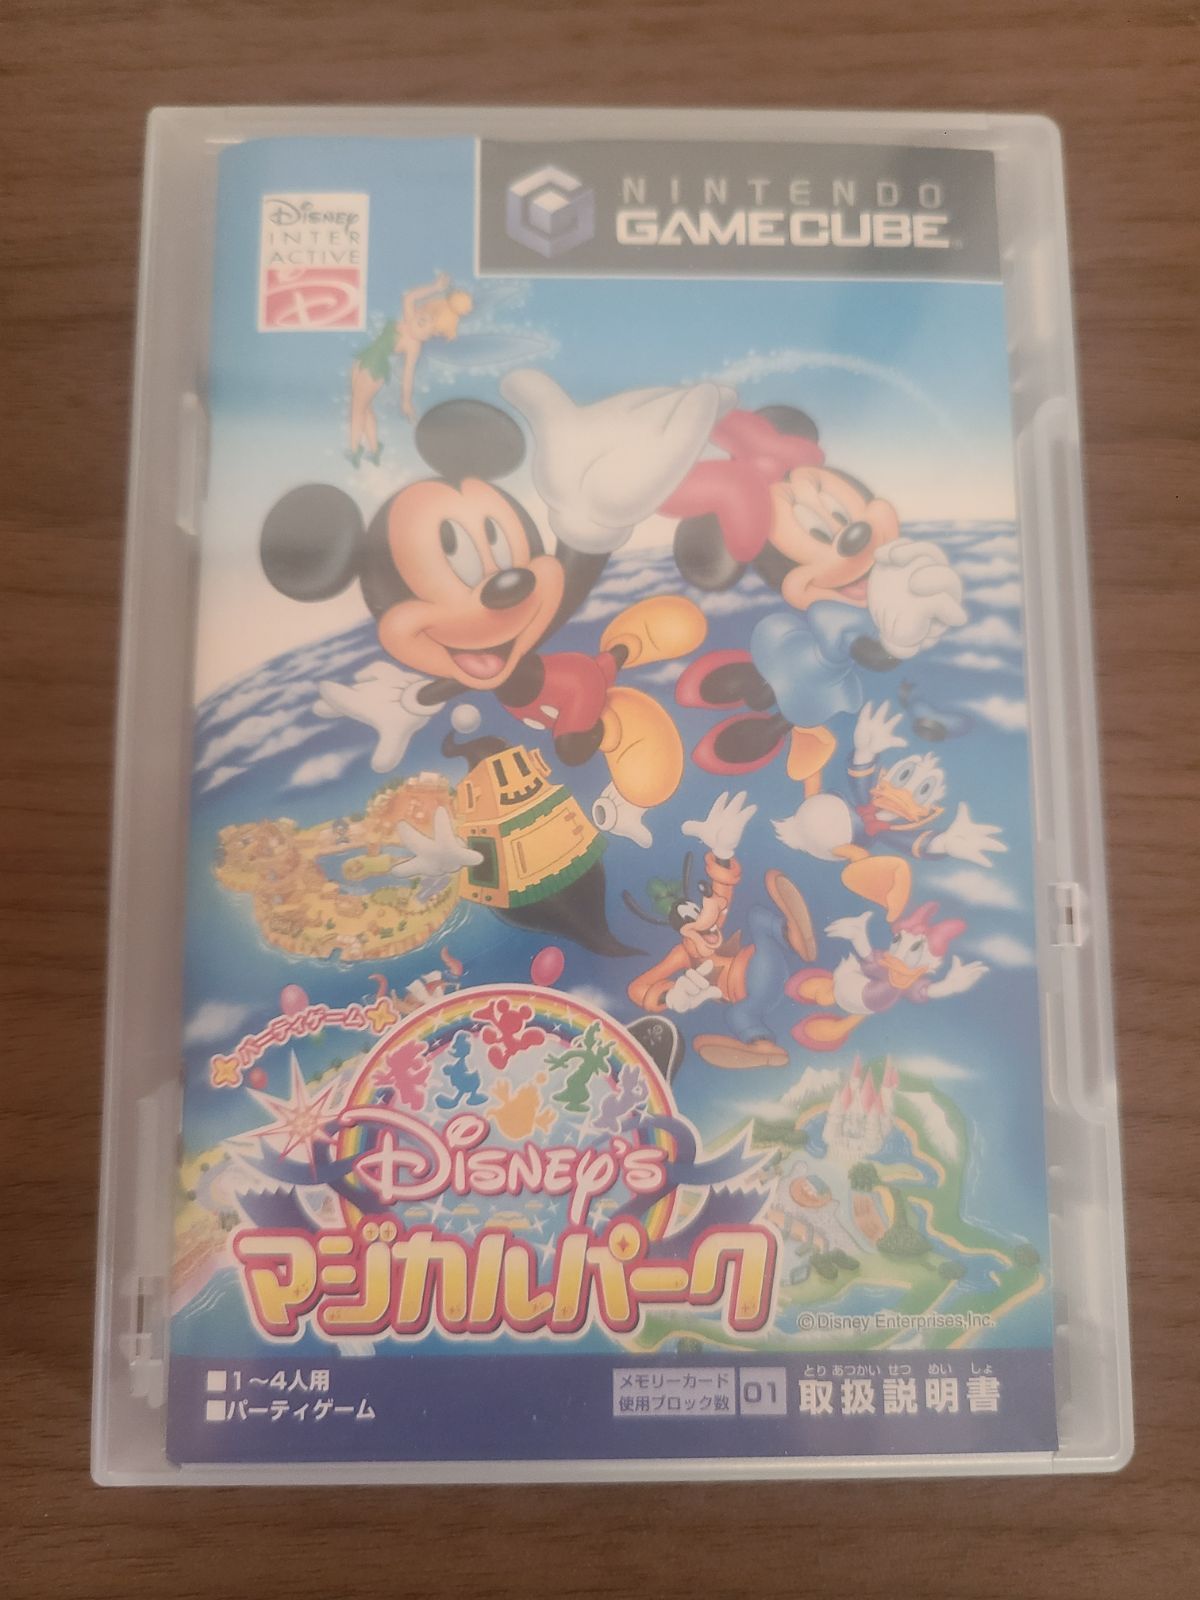 Disney
INTER
ACTIVE
NINTENDO
GAMECUBE
パーティゲーム
Disney's
マジカルパーク
©Disney Enterprises,Inc.
■1〜4人用
■パーティゲーム
メモリーカード
使用ブロック数
01
とりあつかいせつめいしょ
取扱説明書